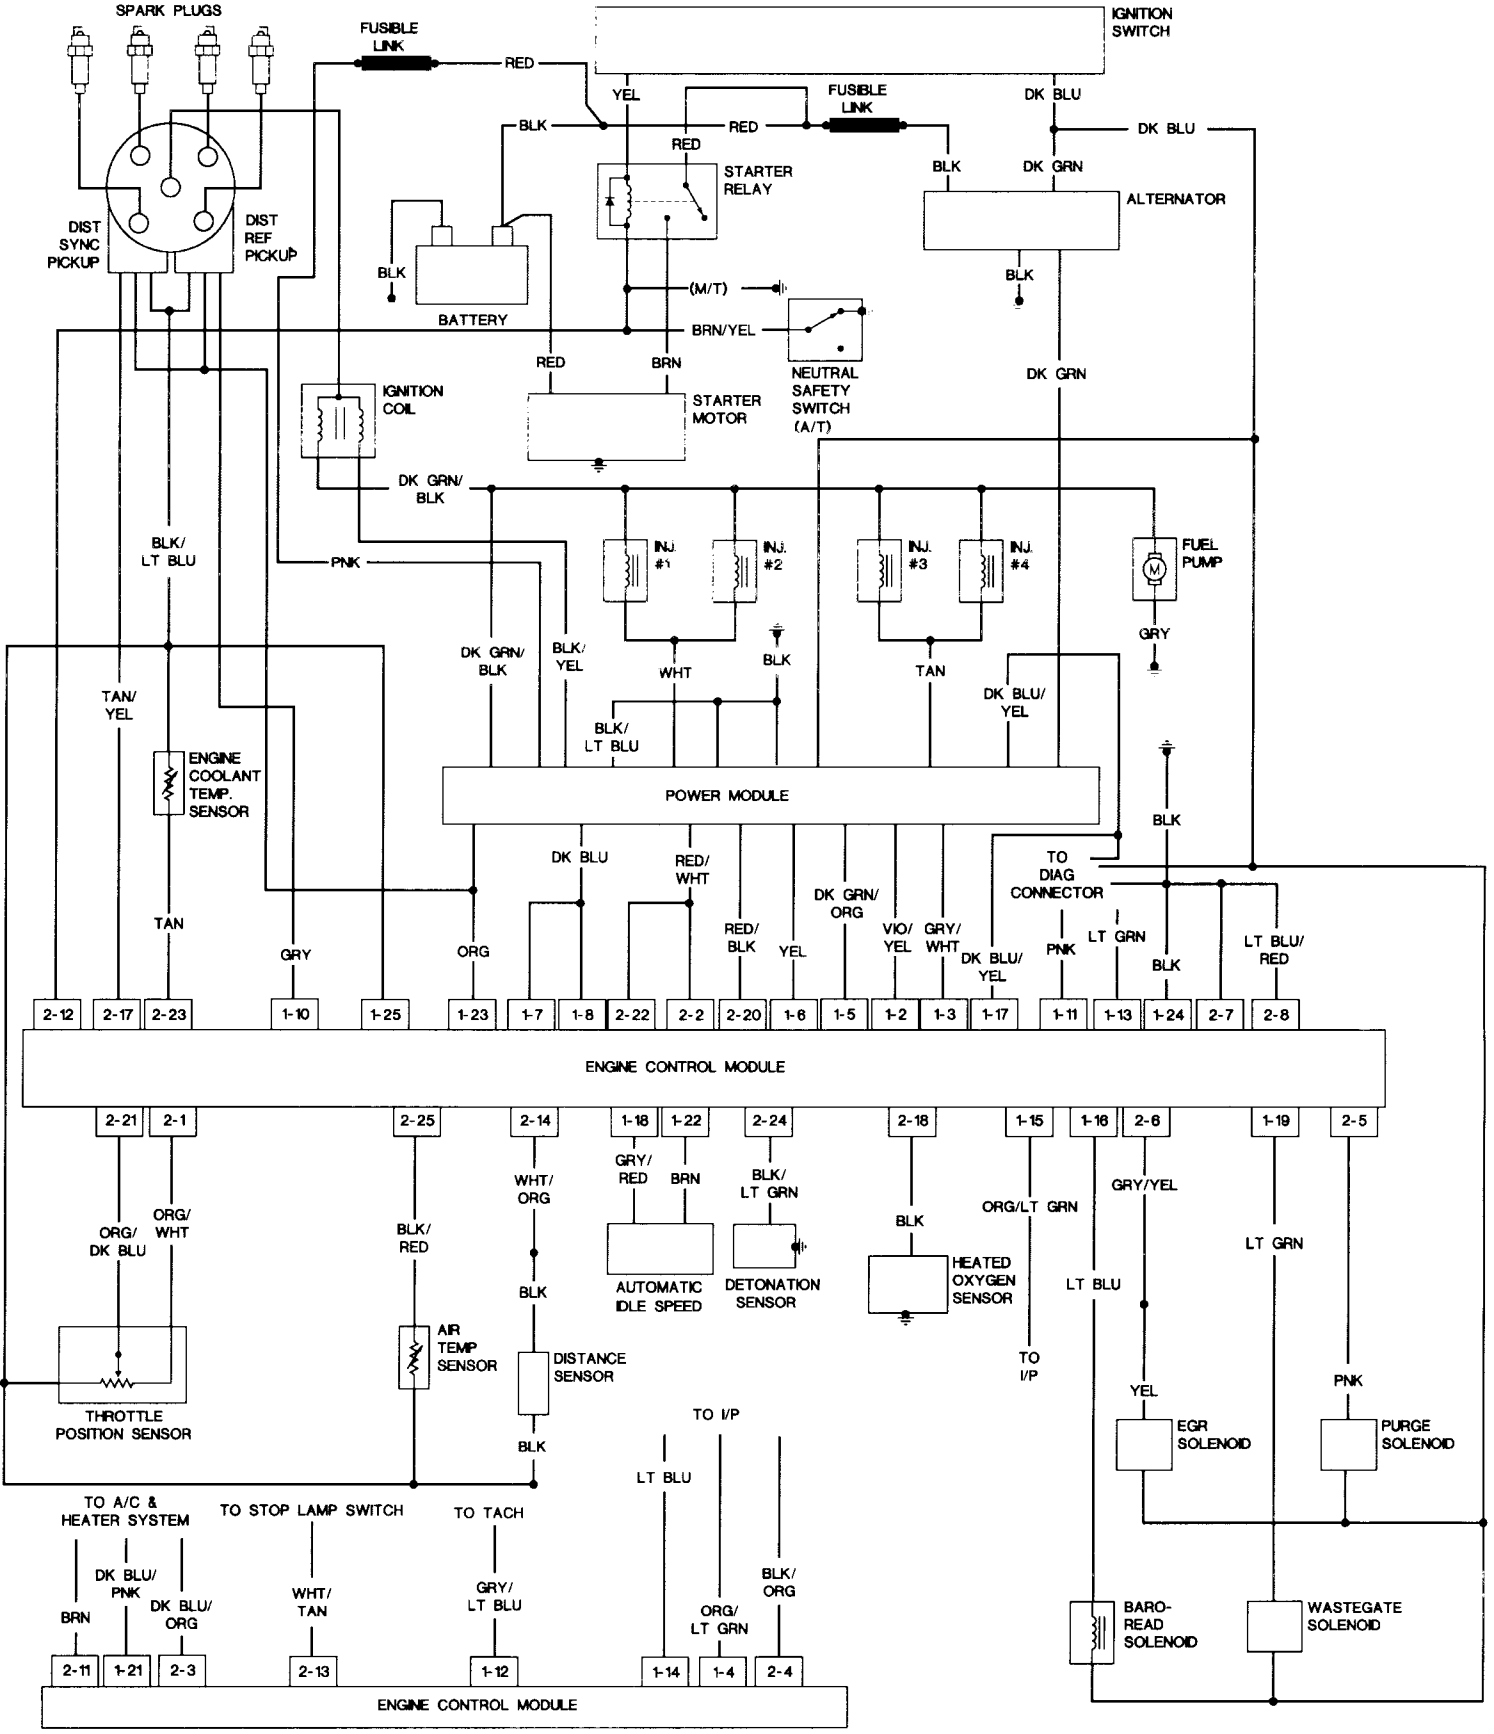 SPARK PLUGS
FUSIBLE
LINK
RED
IGNITION
SWITCH
YEL
FUSIBLE
LINK
DK BLU
BLK
RED
RED
DK BLU
BLK
DK GRN
STARTER
RELAY
ALTERNATOR
DIST
SYNC
PICKUP
DIST
REF
PICKUP
BLK
BATTERY
(M/T)
BLK
BRN/YEL
RED
BRN
NEUTRAL
SAFETY
SWITCH
(A/T)
DK GRN
IGNITION
COIL
STARTER
MOTOR
DK GRN/
BLK
BLK/
LT BLU
PNK
INJ.
#1
INJ.
#2
INJ.
#3
INJ.
#4
FUEL
PUMP
M
GRY
DK GRN/
BLK
BLK/
YEL
WHT
BLK
TAN
DK BLU/
YEL
TAN/
YEL
BLK/
LT BLU
ENGINE
COOLANT
TEMP.
SENSOR
POWER MODULE
BLK
DK BLU
RED/
WHT
TO
DIAG
CONNECTOR
DK GRN/
ORG
TAN
GRY
ORG
RED/
BLK
YEL
VIO/
YEL
GRY/
WHT
DK BLU/
YEL
PNK
LT GRN
BLK
LT BLU/
RED
2-12
2-17
2-23
1-10
1-25
1-23
1-7
1-8
2-22
2-2
2-20
1-6
1-5
1-2
1-3
1-17
1-11
1-13
1-24
2-7
2-8
ENGINE CONTROL MODULE
2-21
2-1
2-25
2-14
1-18
1-22
2-24
2-18
1-15
1-16
2-6
1-19
2-5
ORG/
DK BLU
ORG/
WHT
BLK/
RED
WHT/
ORG
GRY/
RED
BRN
BLK/
LT GRN
BLK
ORG/LT GRN
GRY/YEL
LT GRN
BLK
AUTOMATIC
IDLE SPEED
DETONATION
SENSOR
HEATED
OXYGEN
SENSOR
LT BLU
AIR
TEMP
SENSOR
DISTANCE
SENSOR
TO
I/P
YEL
PNK
THROTTLE
POSITION SENSOR
BLK
TO I/P
EGR
SOLENOID
PURGE
SOLENOID
LT BLU
TO A/C &
HEATER SYSTEM
TO STOP LAMP SWITCH
TO TACH
BRN
DK BLU/
PNK
DK BLU/
ORG
WHT/
TAN
GRY/
LT BLU
ORG/
LT GRN
BLK/
ORG
BARO-
READ
SOLENOID
WASTEGATE
SOLENOID
2-11
1-21
2-3
2-13
1-12
1-14
1-4
2-4
ENGINE CONTROL MODULE